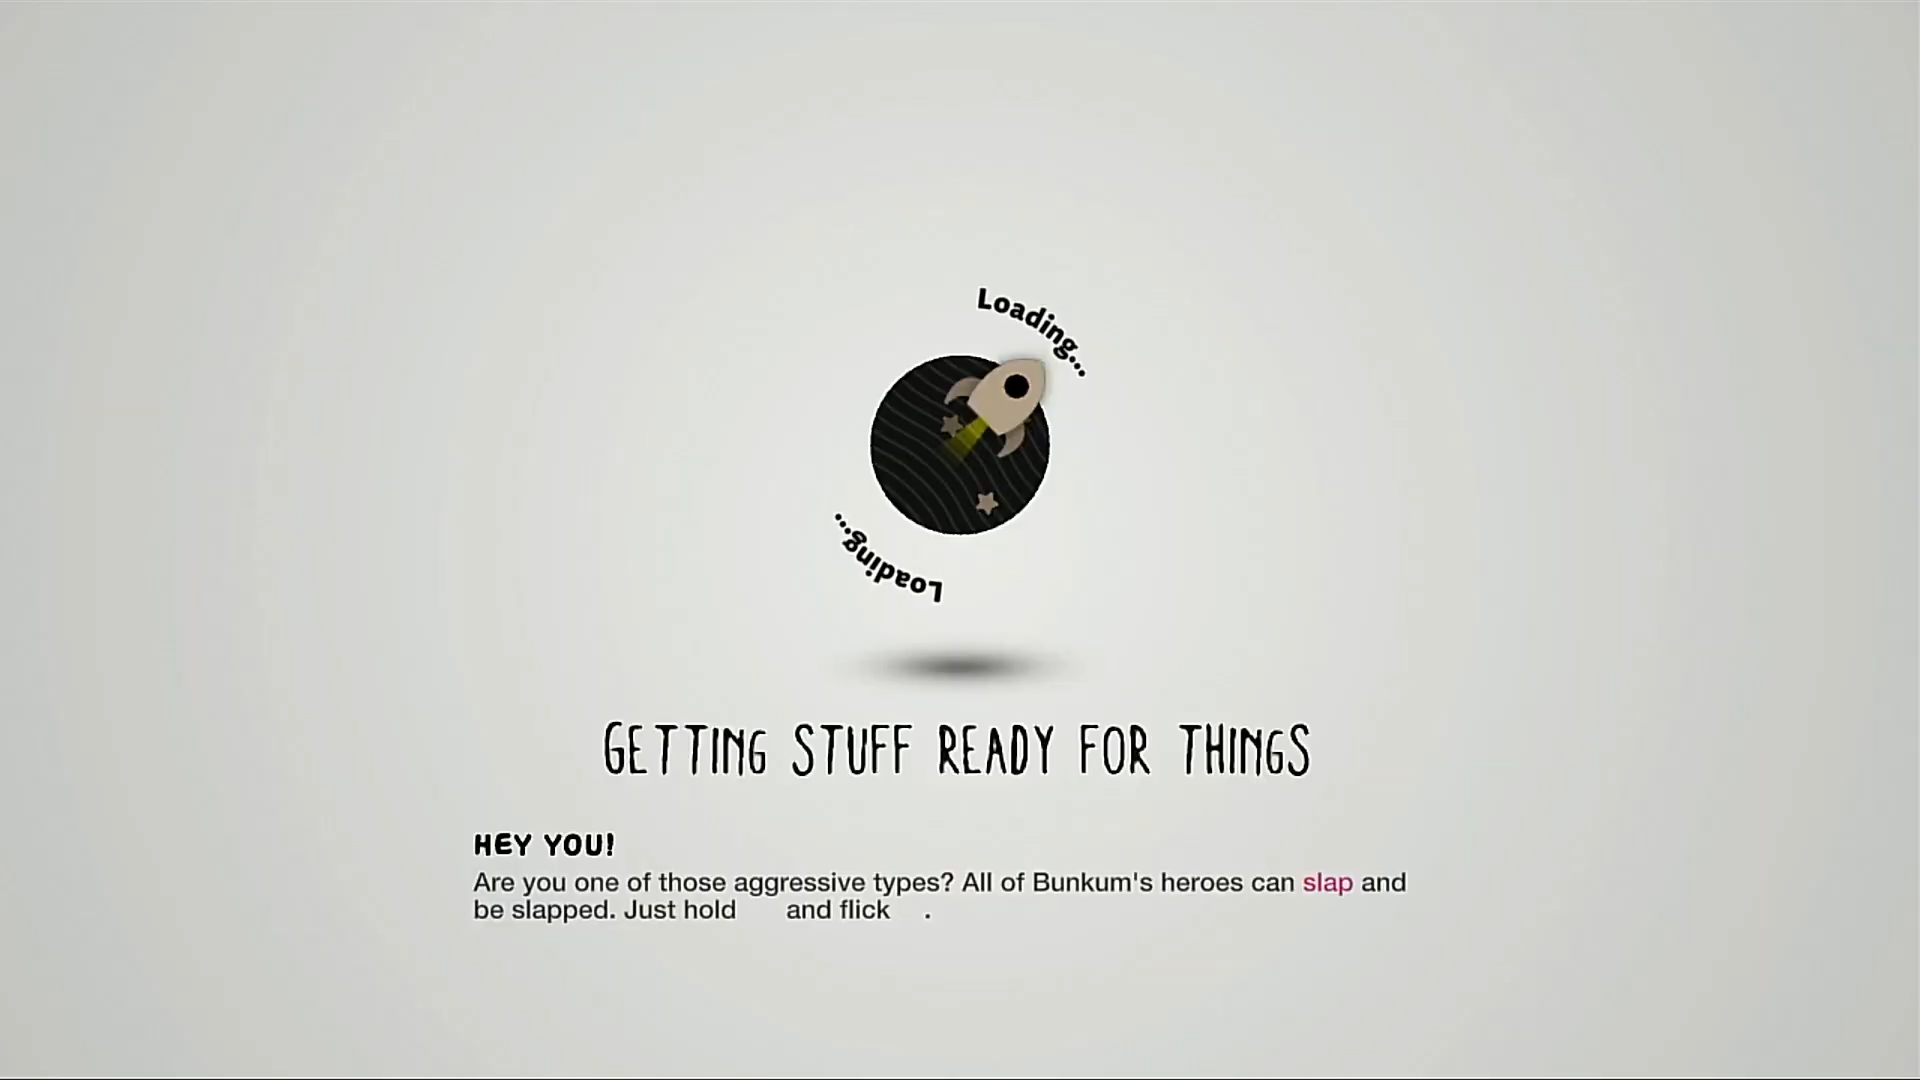 Loading...
Loading...
GETTING STUFF READY FOR THINGS
HEY YOU!
Are you one of those aggressive types? All of Bunkum's heroes can slap and
be slapped. Just hold and flick .